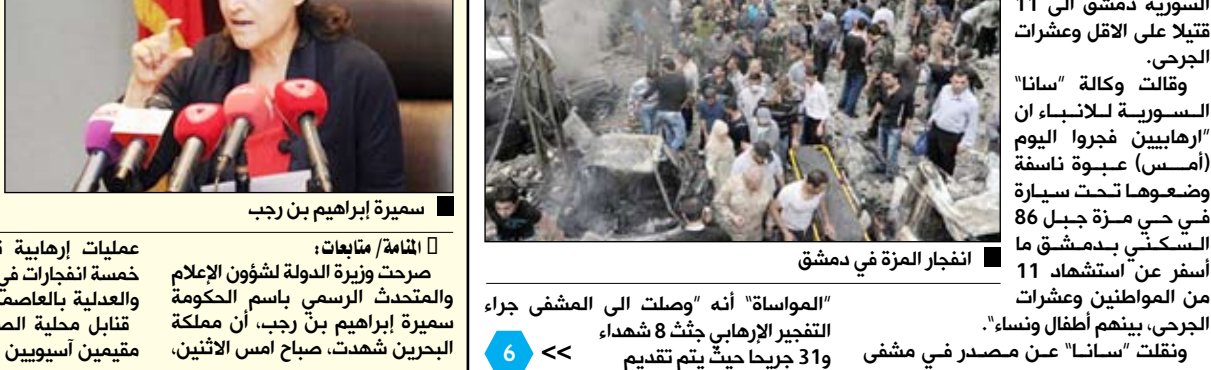 السورية دمشق الى 11
قتيلا على الاقل وعشرات
الجرحى.
وقالت وكالة "سانا"
السورية للانباء ان
"ارهابيين فجروا اليوم
(أمس) عبوة ناسفة
وضعوها تحت سيارة
في حي مزة جبل 86
السكني بدمشق ما
أسفر عن استشهاد 11
من المواطنين وعشرات
الجرحى، بينهم أطفال ونساء".
ونقلت "سانا" عن مصدر في مشفى
انفجار المزة في دمشق
"المواساة" أنه "وصلت الى المشفى جراء
التفجير الإرهابي جثث 8 شهداء
و31 جريحا حيث يتم تقديم
>> 6
سميرة إبراهيم بن رجب
المنامة/ متابعات:
صرحت وزيرة الدولة لشؤون الإعلام
والمتحدث الرسمي باسم الحكومة
سميرة إبراهيم بن رجب، أن مملكة
البحرين شهدت، صباح امس الاثنين،
عمليات إرهابية
خمسة انفجارات في
والعدلية
قنابل محلية
مقيمين آسيويين